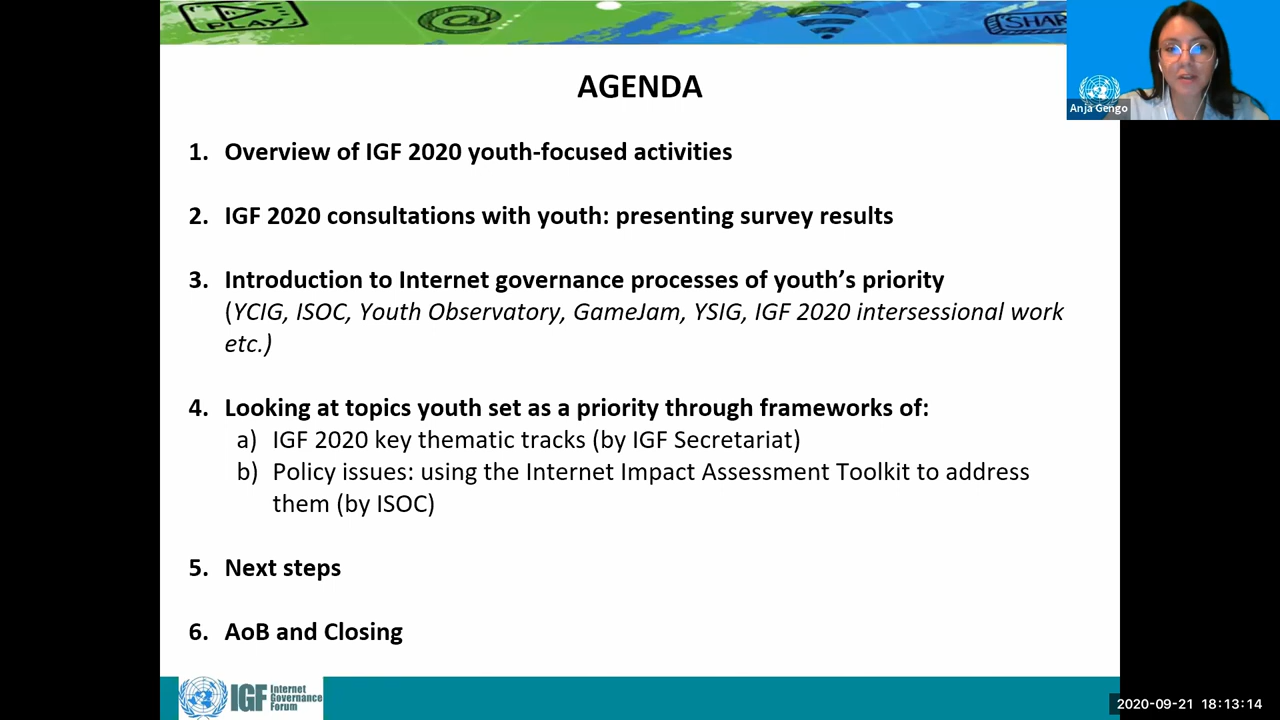 PLAY
@
SHAR
Anja Gengo
AGENDA
1. Overview of IGF 2020 youth-focused activities
2. IGF 2020 consultations with youth: presenting survey results
3. Introduction to Internet governance processes of youth’s priority
(YCIG, ISOC, Youth Observatory, GameJam, YSIG, IGF 2020 intersessional work
etc.)
4. Looking at topics youth set as a priority through frameworks of:
a) IGF 2020 key thematic tracks (by IGF Secretariat)
b) Policy issues: using the Internet Impact Assessment Toolkit to address
them (by ISOC)
5. Next steps
6. AoB and Closing
IGF Internet
Governance
Forum
2020-09-21 18:13:14